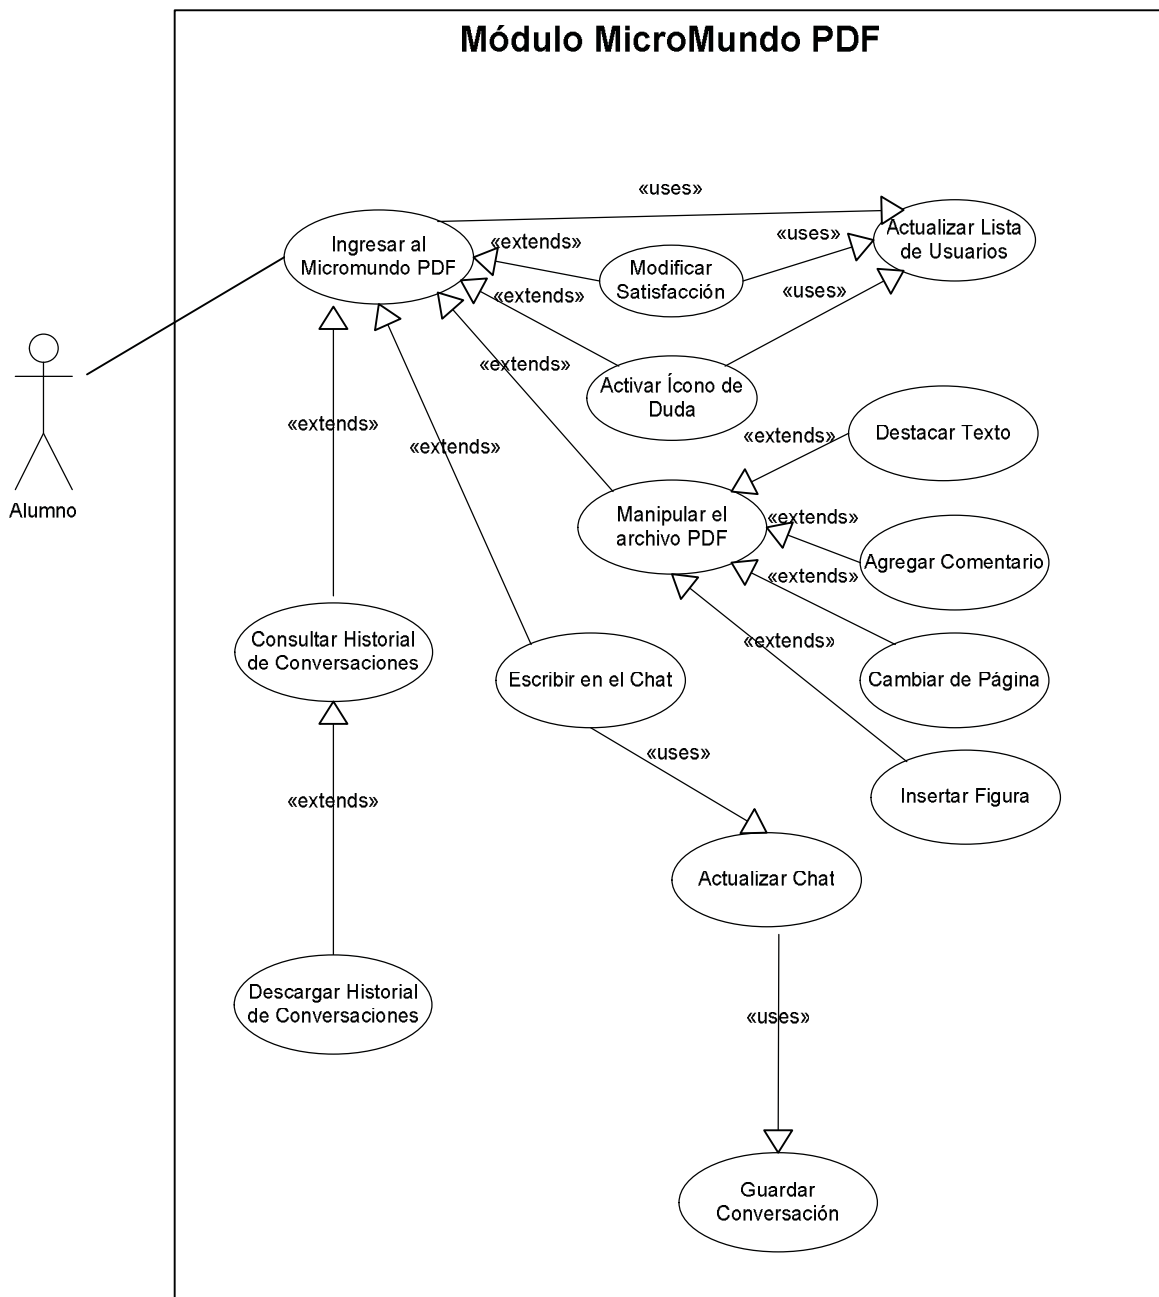 Módulo MicroMundo PDF
«uses»
Ingresar al
Micromundo PDF
«extends»
«uses»
Actualizar Lista
de Usuarios
Modificar
Satisfacción
«extends»
«uses»
«extends»
Activar Ícono de
Duda
«extends»
«extends»
«extends»
Destacar Texto
Alumno
Manipular el
archivo PDF
«extends»
Agregar Comentario
«extends»
Consultar Historial
de Conversaciones
«extends»
Escribir en el Chat
Cambiar de Página
«uses»
«extends»
Insertar Figura
Actualizar Chat
Descargar Historial
de Conversaciones
«uses»
Guardar
Conversación